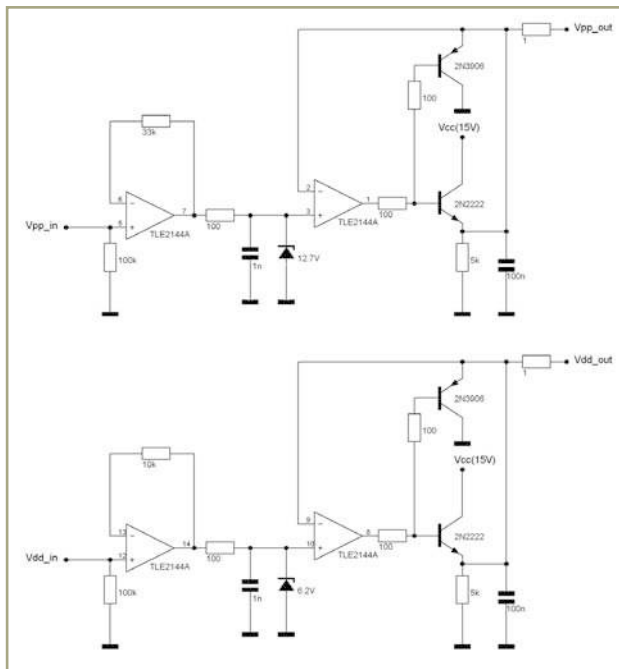 Vpp_out
1
2N3906
100
Vcc(15V)
33k
2
1
100
2N2222
6
7
3
TLE2144A
Vpp_in
5
TLE2144A
100
100k
1n
12.7V
5k
100n
Vdd_out
1
2N3906
100
Vcc(15V)
10k
9
8
100
2N2222
13
14
10
TLE2144A
Vdd_in
12
TLE2144A
100
100k
1n
6.2V
5k
100n